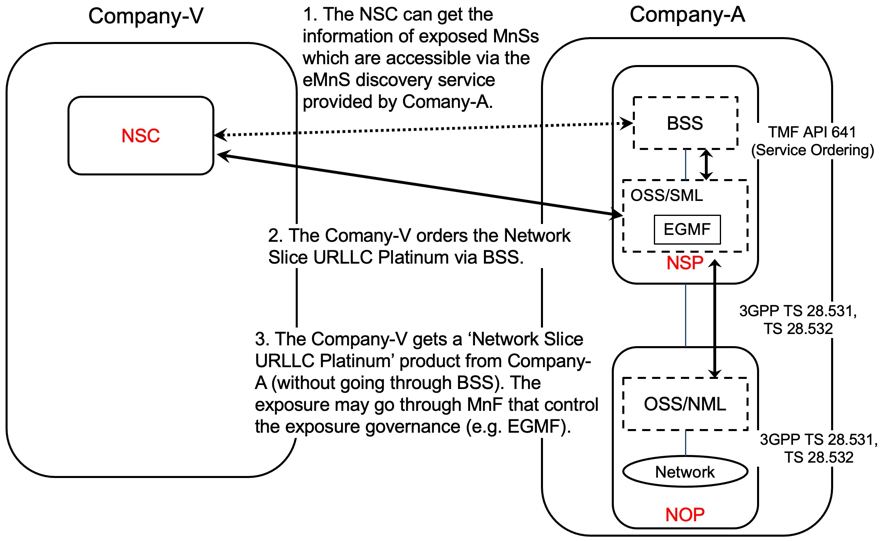 Company-V
Company-A
1. The NSC can get the
information of exposed MnSs
which are accessible via the
eMnS discovery service
provided by Comany-A.
NSC
BSS
TMF API 641
(Service Ordering)
OSS/SML
EGMF
NSP
2. The Comany-V orders the Network
Slice URLLC Platinum via BSS.
3GPP TS 28.531,
TS 28.532
3. The Company-V gets a ‘Network Slice
URLLC Platinum’ product from Company-
A (without going through BSS). The
exposure may go through MnF that control
the exposure governance (e.g. EGMF).
OSS/NML
3GPP TS 28.531,
TS 28.532
Network
NOP